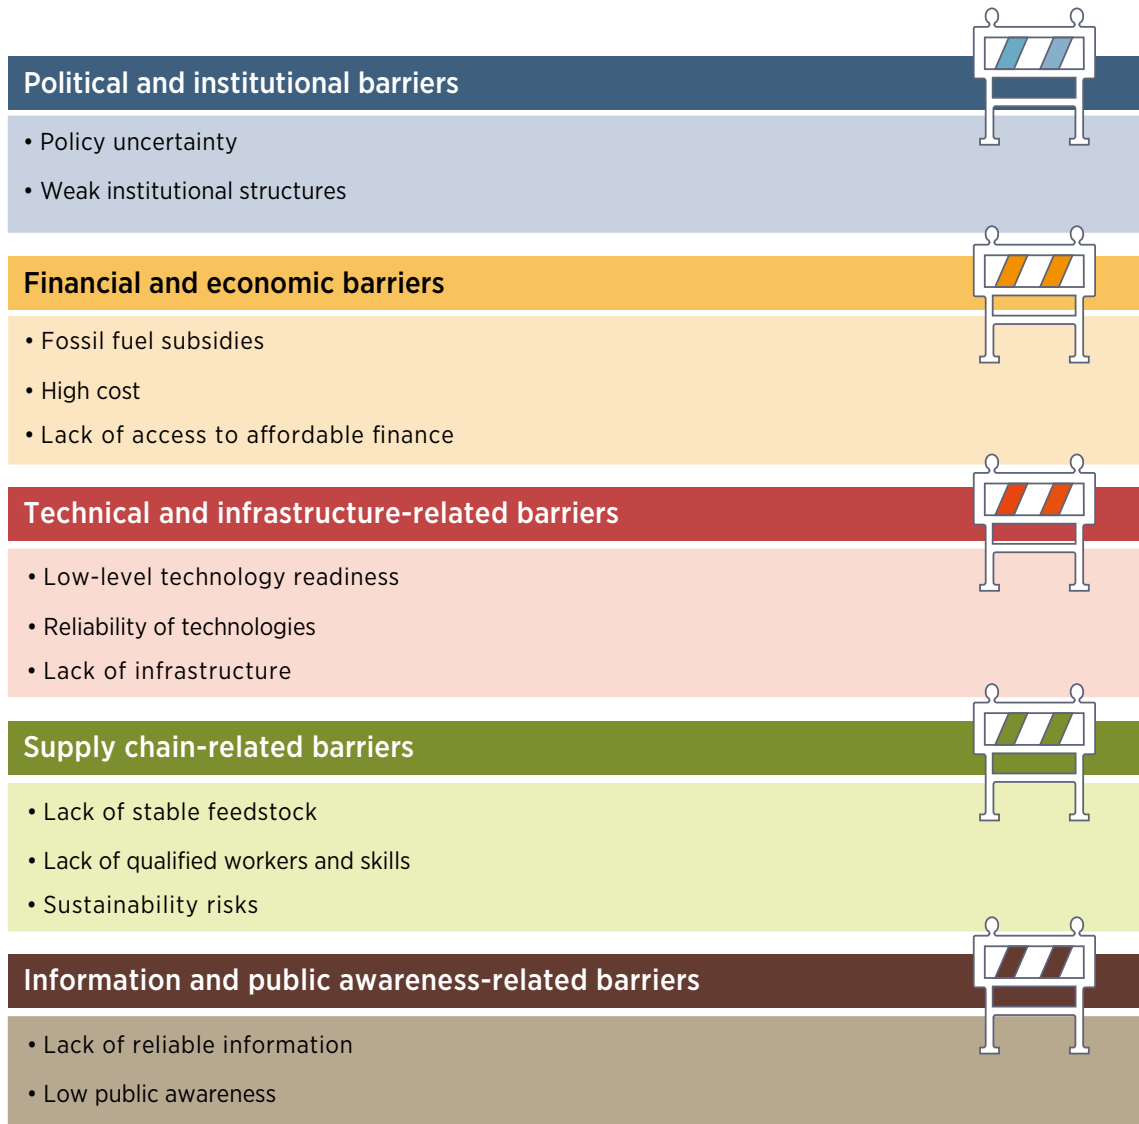 Political and institutional barriers
• Policy uncertainty
• Weak institutional structures
Financial and economic barriers
• Fossil fuel subsidies
• High cost
• Lack of access to affordable finance
Technical and infrastructure-related barriers
• Low-level technology readiness
• Reliability of technologies
• Lack of infrastructure
Supply chain-related barriers
• Lack of stable feedstock
• Lack of qualified workers and skills
• Sustainability risks
Information and public awareness-related barriers
• Lack of reliable information
• Low public awareness